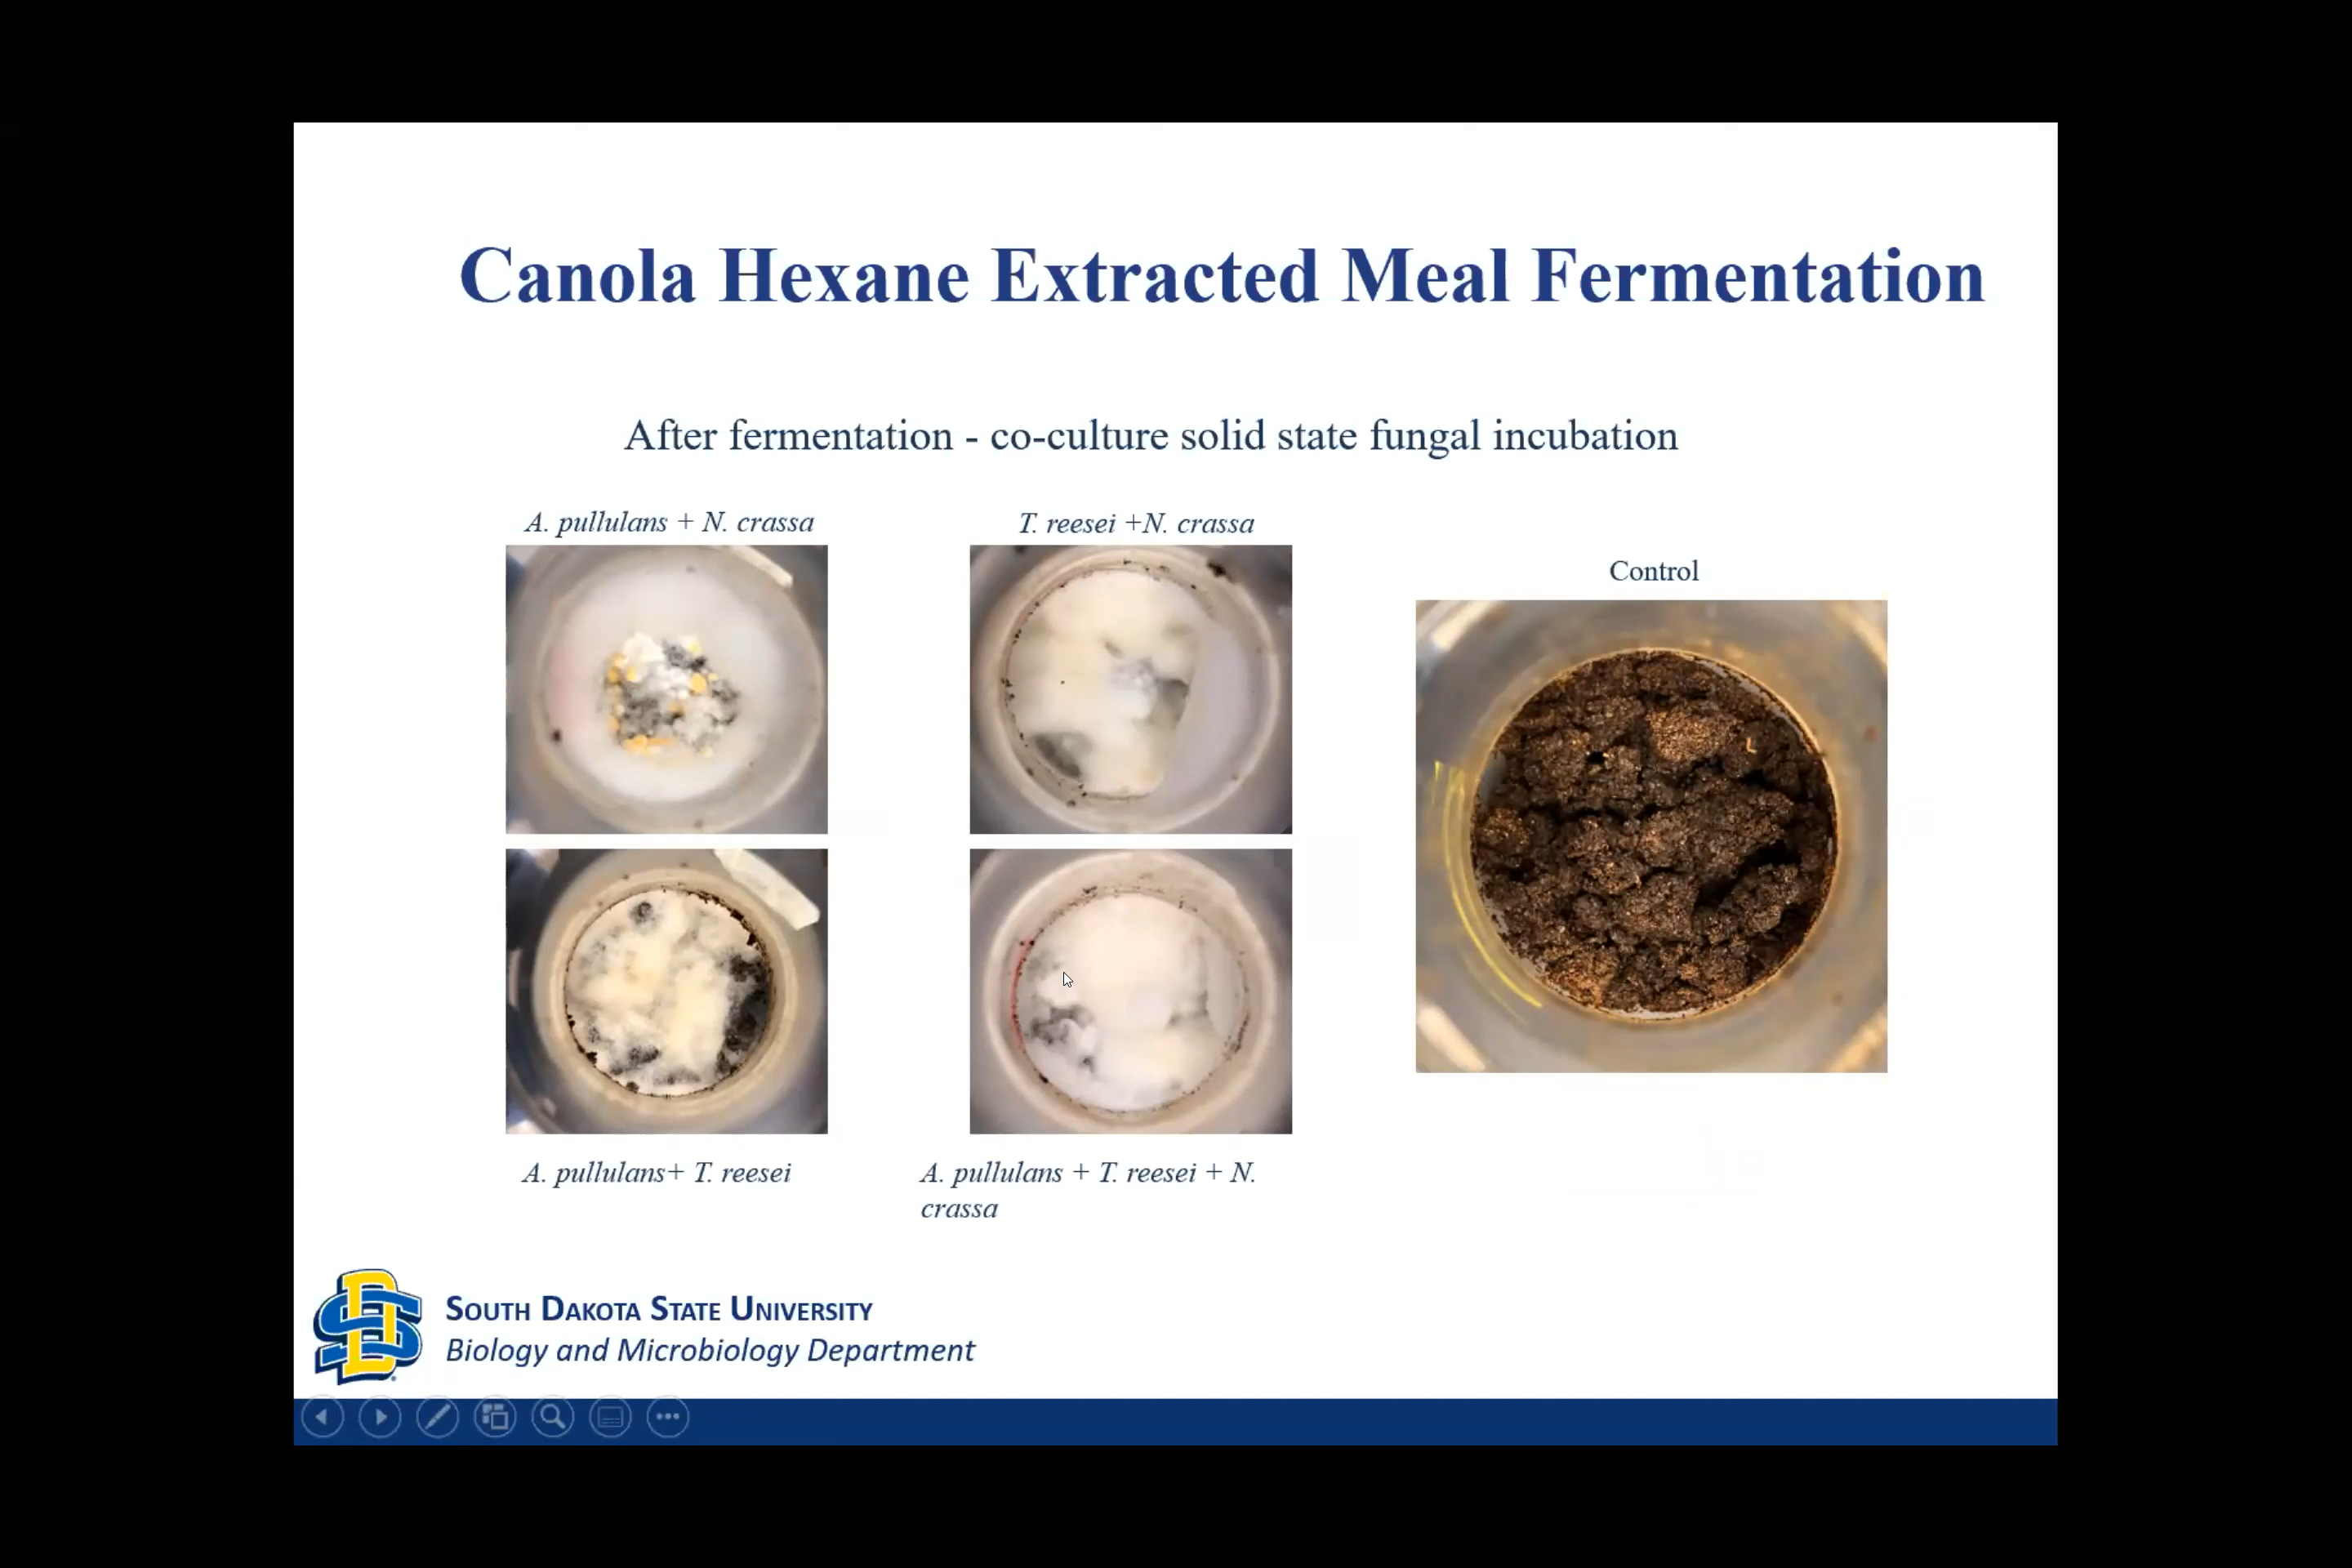 Canola Hexane Extracted Meal Fermentation
After fermentation - co-culture solid state fungal incubation
A. pullulans + N. crassa
T. reesei +N. crassa
Control
A. pullulans+ T. reesei
A. pullulans + T. reesei + N.
crassa
SOUTH DAKOTA STATE UNIVERSITY
Biology and Microbiology Department